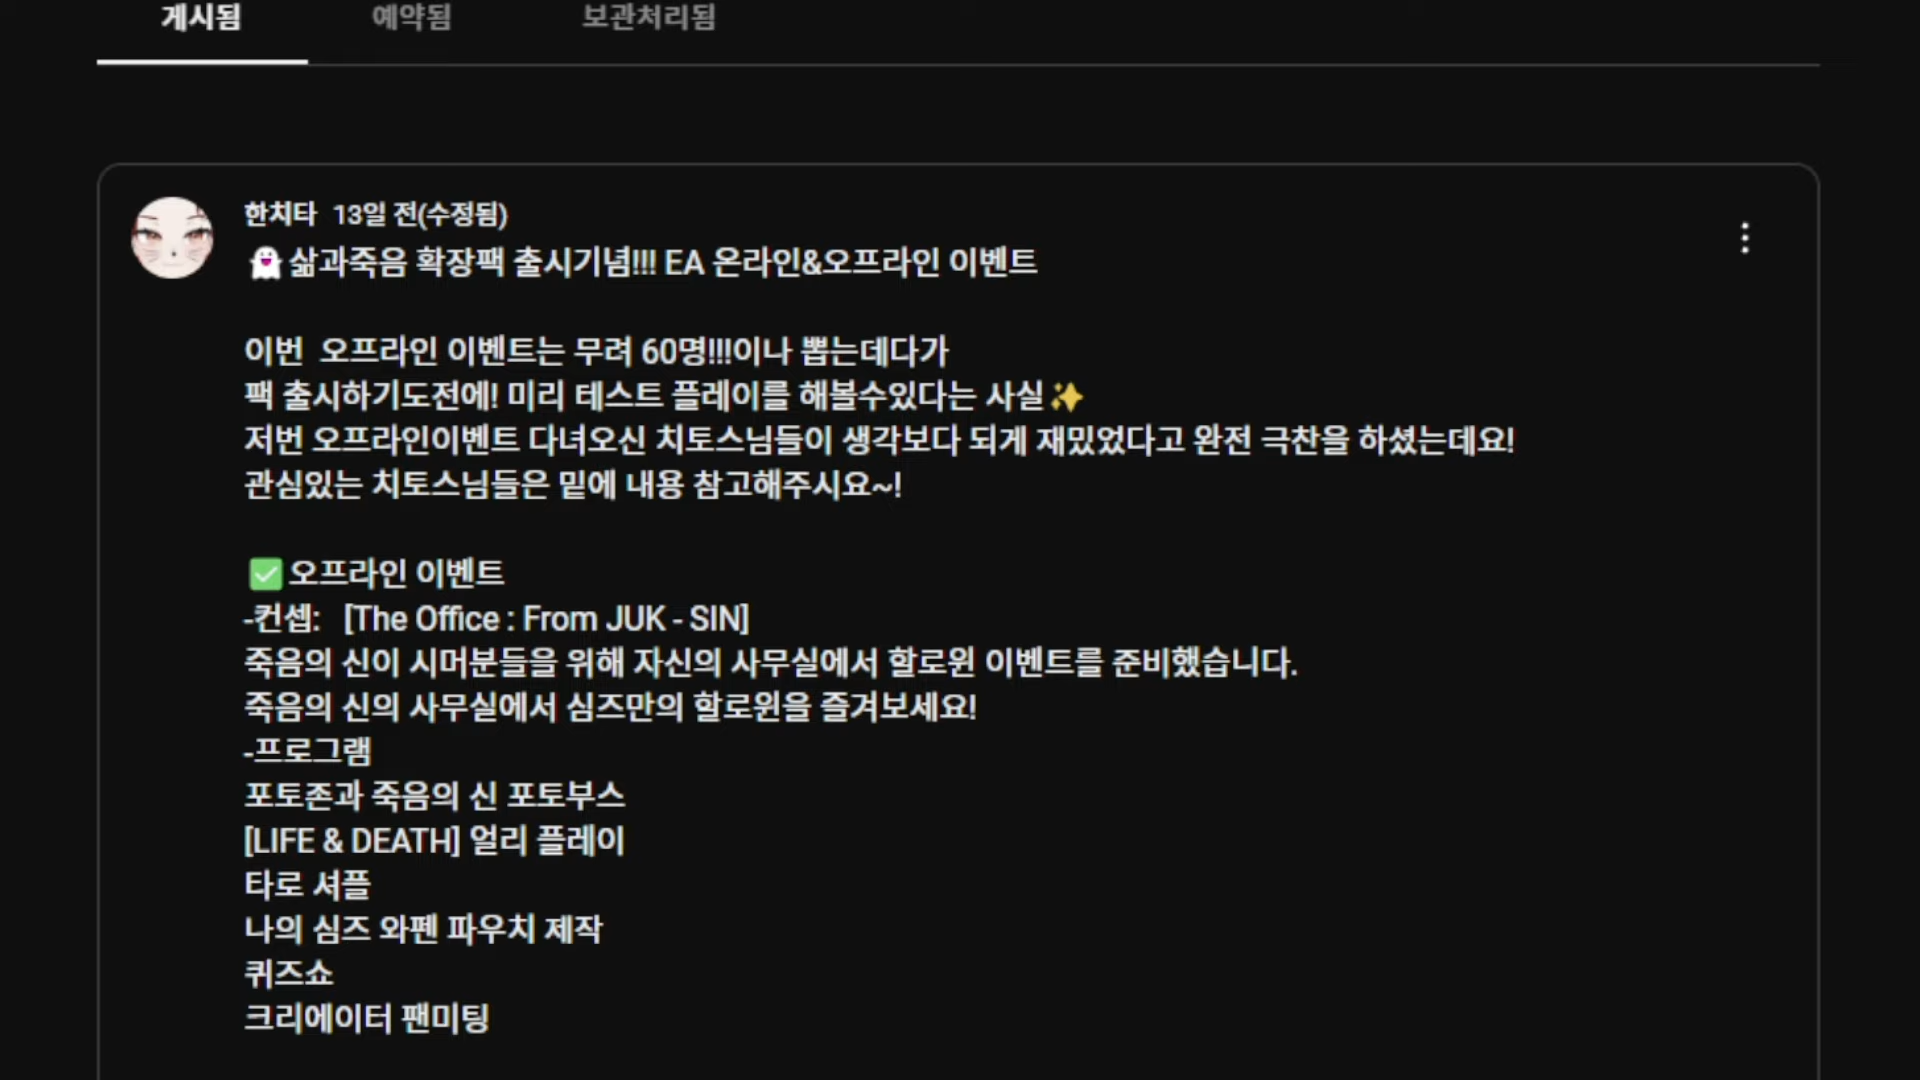 게시됨 예약됨 보관처리됨
한치타 13일 전(수정됨)
👻삶과죽음 확장팩 출시기념!!! EA 온라인&오프라인 이벤트
이번  오프라인 이벤트는 무려 60명!!!이나 뽑는데다가
팩 출시하기도전에! 미리 테스트 플레이를 해볼수있다는 사실✨
저번 오프라인이벤트 다녀오신 치토스님들이 생각보다 되게 재밌었다고 완전 극찬을 하셨는데요!
관심있는 치토스님들은 밑에 내용 참고해주시요~!
✅오프라인 이벤트
-컨셉:  [The Office : From JUK - SIN]
죽음의 신이 시머분들을 위해 자신의 사무실에서 할로윈 이벤트를 준비했습니다.
죽음의 신의 사무실에서 심즈만의 할로윈을 즐겨보세요!
-프로그램
포토존과 죽음의 신 포토부스
[LIFE & DEATH] 얼리 플레이
타로 셔플
나의 심즈 와펜 파우치 제작
퀴즈쇼
크리에이터 팬미팅